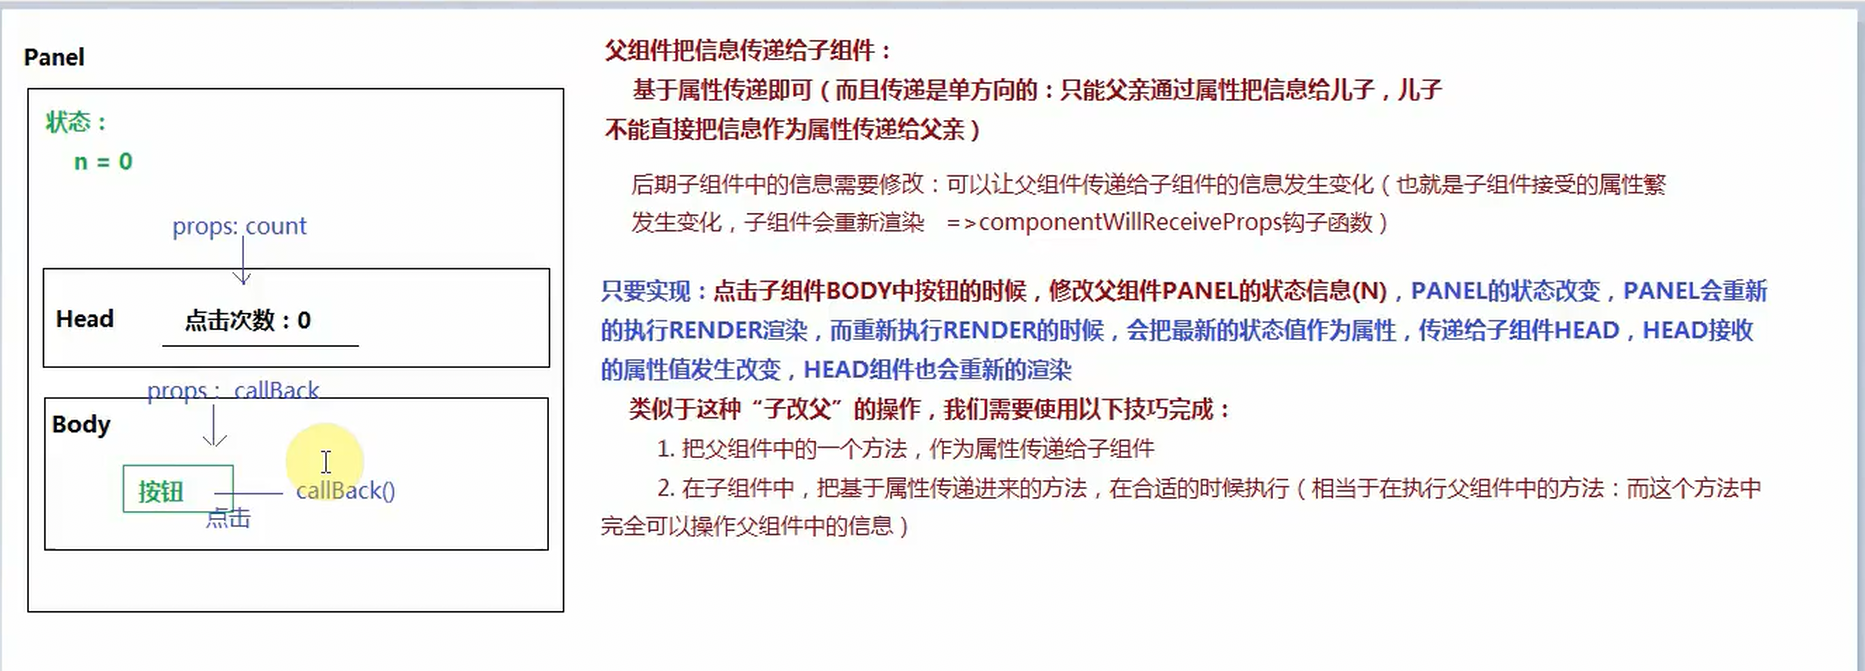 Panel
状态：
n = 0
props: count
Head
点击次数：0
props： callBack
Body
按钮
callBack()
点击
父组件把信息传递给子组件：
基于属性传递即可（而且传递是单方向的：只能父亲通过属性把信息给儿子，儿子
不能直接把信息作为属性传递给父亲）
后期子组件中的信息需要修改：可以让父组件传递给子组件的信息发生变化（也就是子组件接受的属性繁
发生变化，子组件会重新渲染 =>componentWillReceiveProps钩子函数）
只要实现：点击子组件BODY中按钮的时候，修改父组件PANEL的状态信息(N)，PANEL的状态改变，PANEL会重新
的执行RENDER渲染，而重新执行RENDER的时候，会把最新的状态值作为属性，传递给子组件HEAD，HEAD接收
的属性值发生改变，HEAD组件也会重新的渲染
类似于这种“子改父”的操作，我们需要使用以下技巧完成：
1. 把父组件中的一个方法，作为属性传递给子组件
2. 在子组件中，把基于属性传递进来的方法，在合适的时候执行（相当于在执行父组件中的方法：而这个方法中
完全可以操作父组件中的信息）